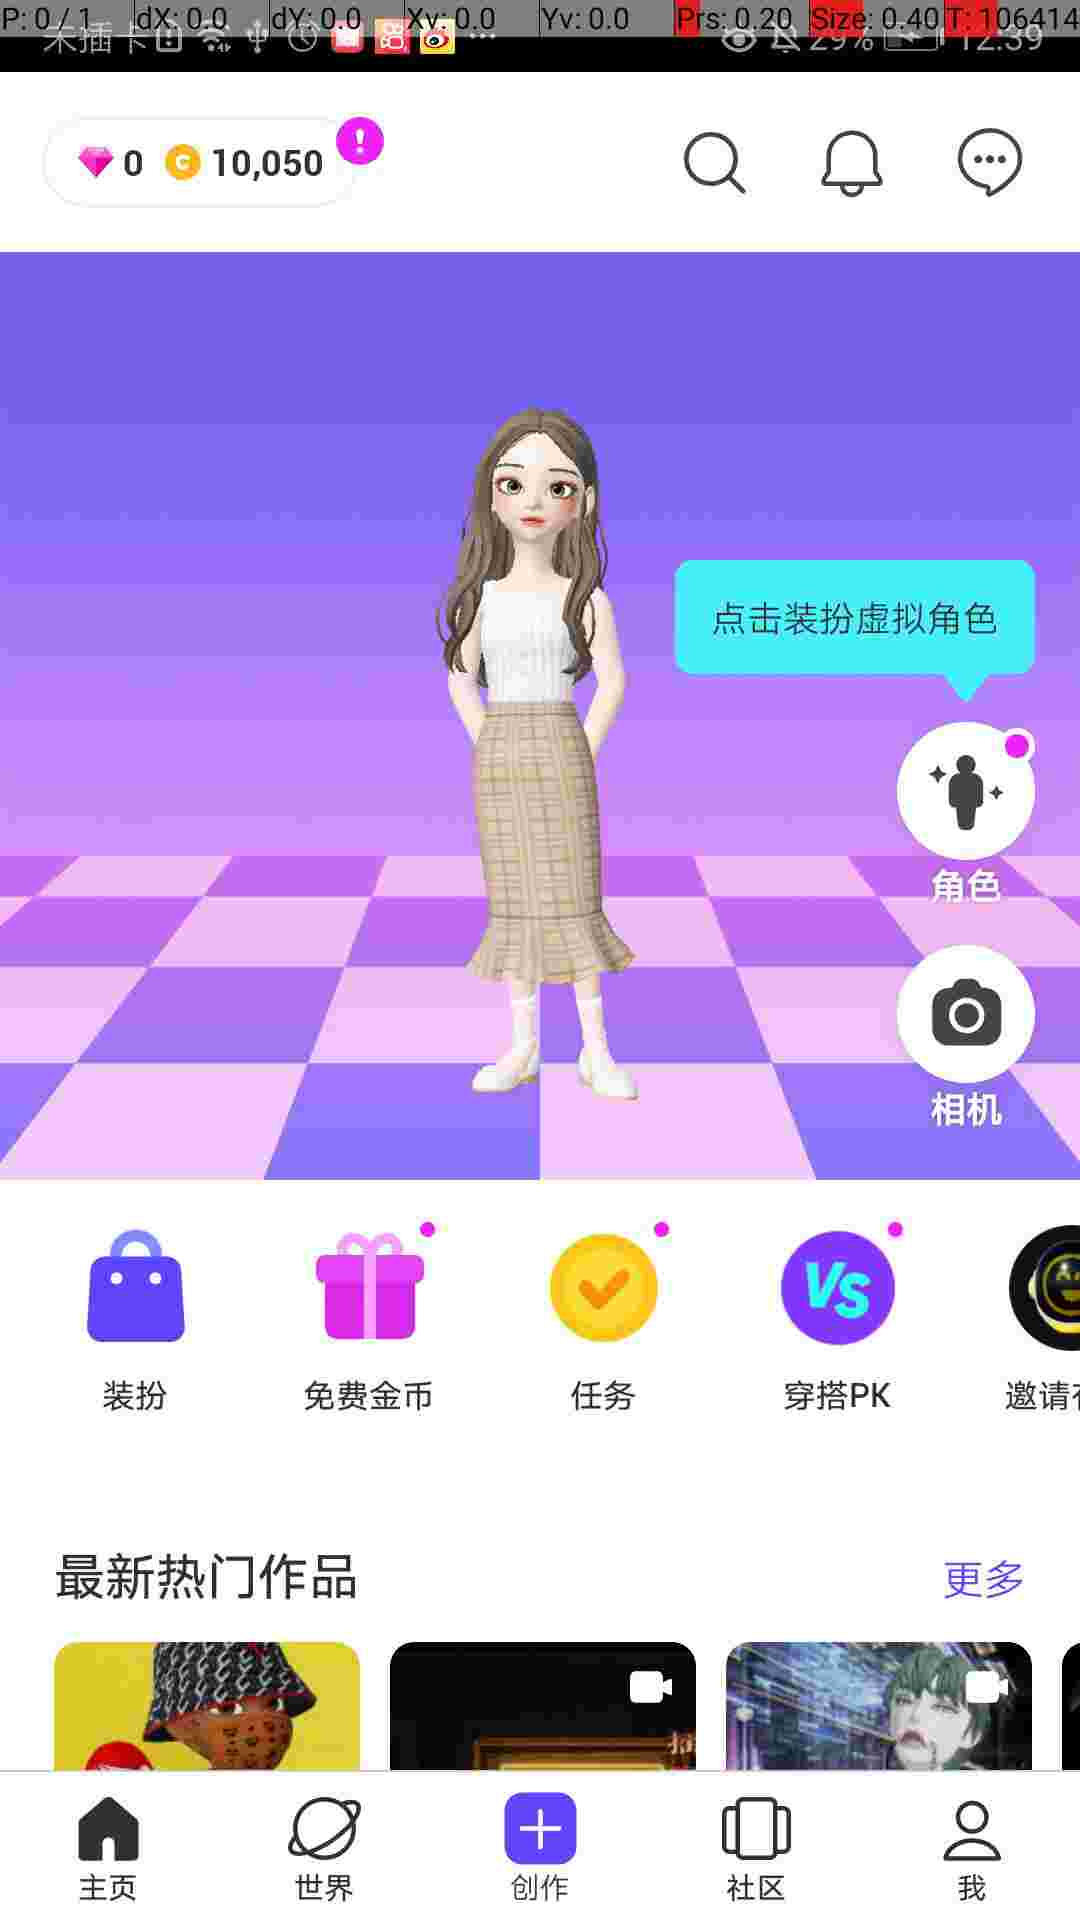 P: 0 / 1 dX: 0.0 dY: 0.0 Xv: 0.0 Yv: 0.0 Prs: 0.20 Size: 0.40 T: 106414
未插卡 29% 12:39
0 10,050
点击装扮虚拟角色
角色
相机
装扮 免费金币 任务 穿搭PK 邀请
VS
最新热门作品 更多
主页 世界 创作 社区 我